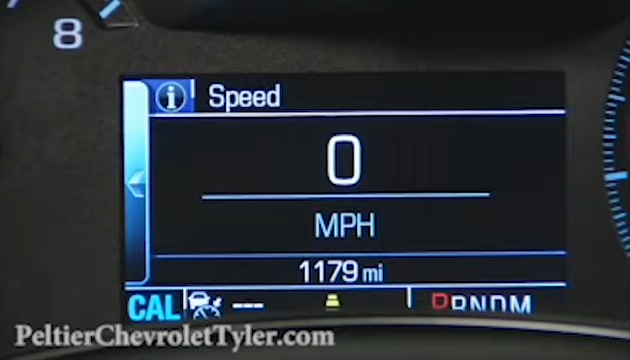 8
i Speed
0
MPH
1179 mi
CAL --- PRNDM
PeltierChevroletTyler.com